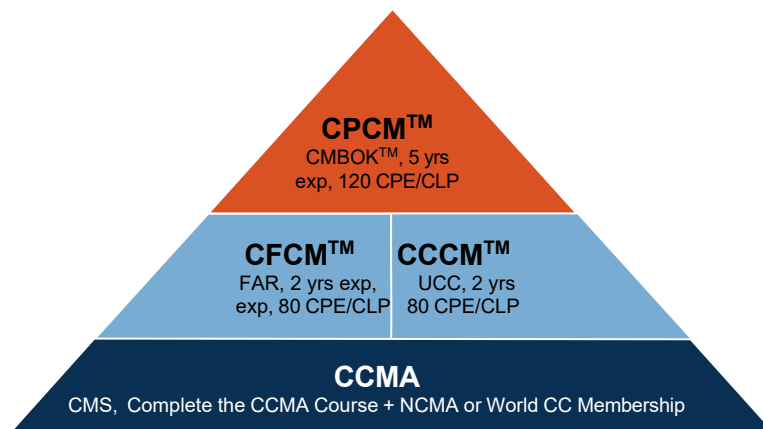 CPCM™
CMBOK™, 5 yrs
exp, 120 CPE/CLP
CFCM™
FAR, 2 yrs exp,
exp, 80 CPE/CLP
CCCM™
UCC, 2 yrs
80 CPE/CLP
CCMA
CMS, Complete the CCMA Course + NCMA or World CC Membership